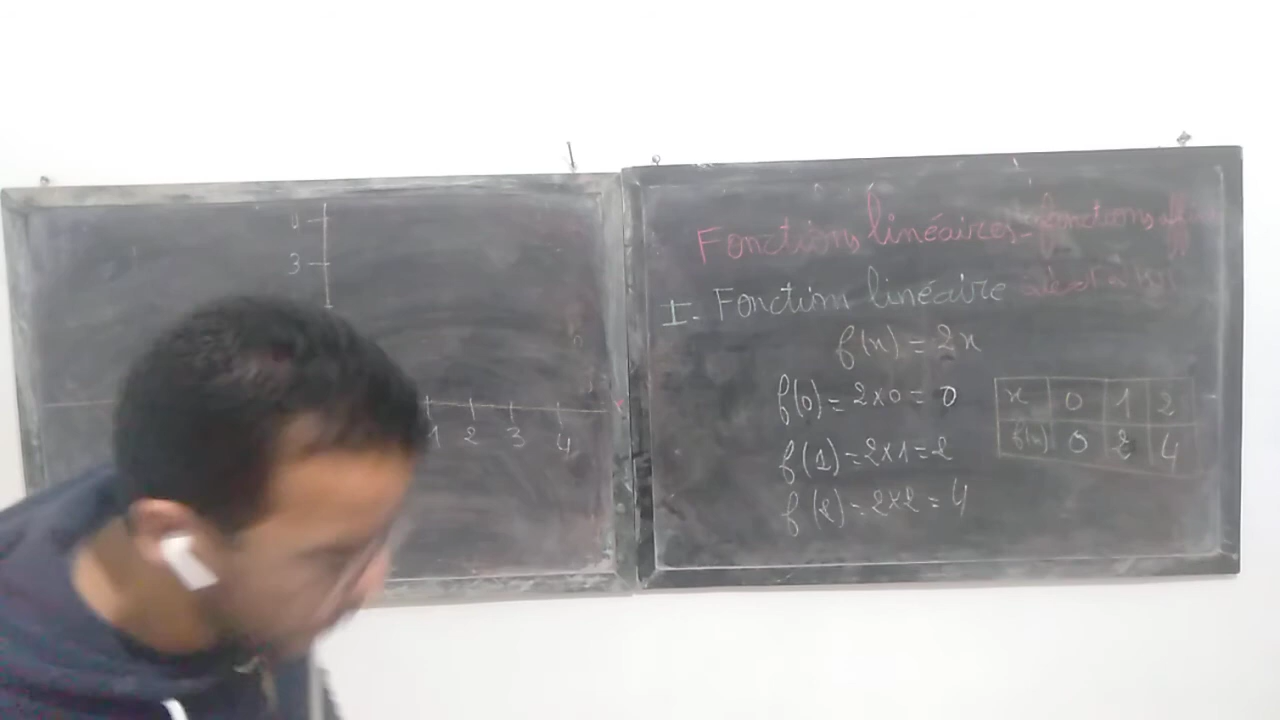 4
3
1 2 3 4
Fonctions linéaires - fonctions
I. Fonction linéaire
f(x) = 2x
f(0) = 2×0 = 0
f(1) = 2×1 = 2
f(2) = 2×2 = 4
x 0 1 2
f(x) 0 2 4